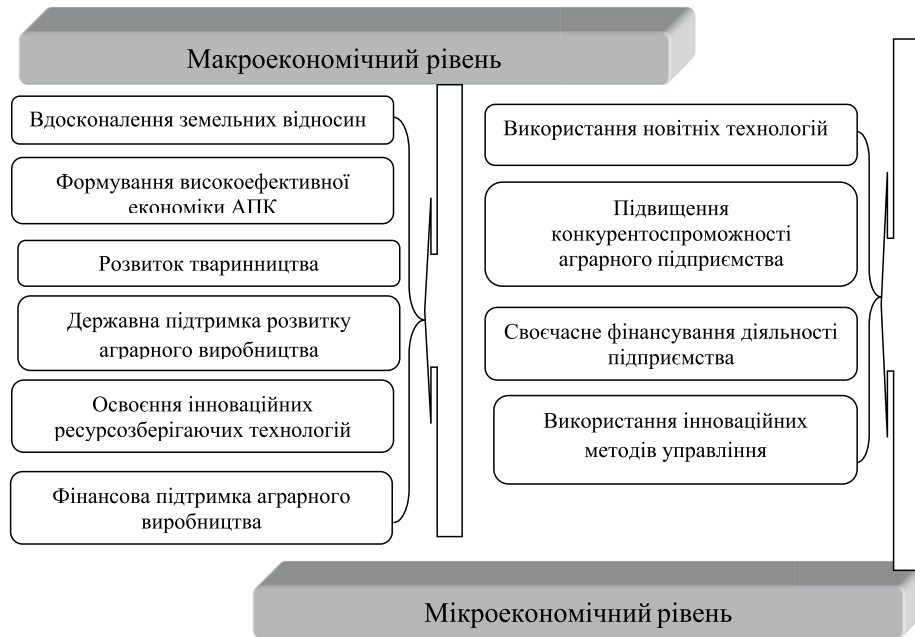 Макроекономічний рівень
Вдосконалення земельних відносин
Формування високоефективної
економіки АПК
Розвиток тваринництва
Державна підтримка розвитку
аграрного виробництва
Освоєння інноваційних
ресурсозберігаючих технологій
Фінансова підтримка аграрного
виробництва
Використання новітніх технологій
Підвищення
конкурентоспроможності
аграрного підприємства
Своєчасне фінансування діяльності
підприємства
Використання інноваційних
методів управління
Мікроекономічний рівень